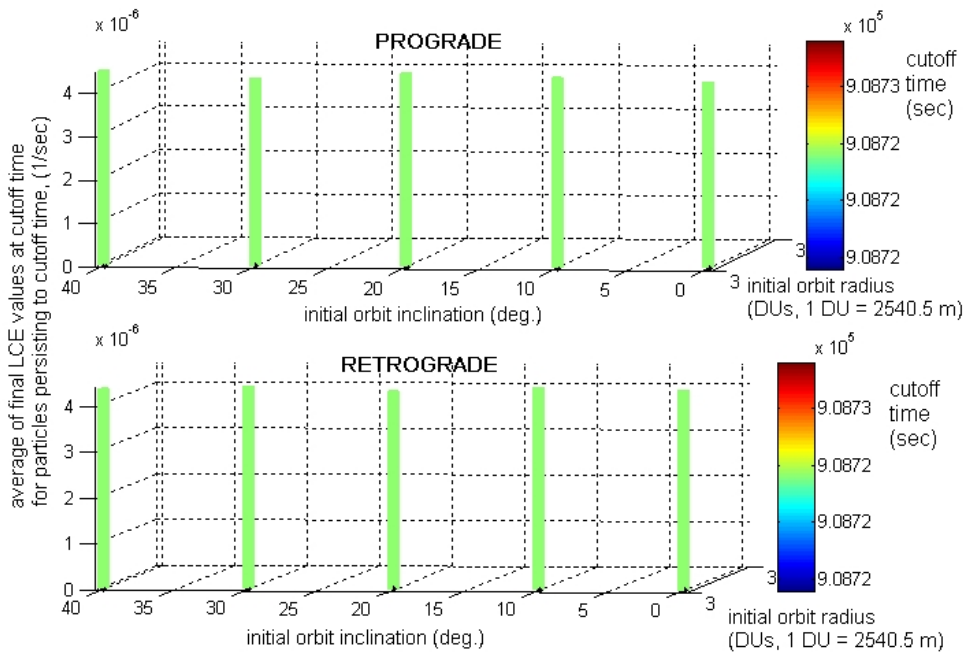 average of final LCE values at cutoff time
for particles persisting to cutoff time, (1/sec)
x 10^-6
PROGRADE
4
3
2
1
0
40
35
30
25
20
15
10
5
0
3
3
initial orbit inclination (deg.)
initial orbit radius
(DUs, 1 DU = 2540.5 m)
x 10^5
9.0873
9.0872
9.0872
9.0872
cutoff
time
(sec)
x 10^-6
RETROGRADE
4
3
2
1
0
40
35
30
25
20
15
10
5
0
3
3
initial orbit inclination (deg.)
initial orbit radius
(DUs, 1 DU = 2540.5 m)
x 10^5
9.0873
9.0872
9.0872
9.0872
cutoff
time
(sec)